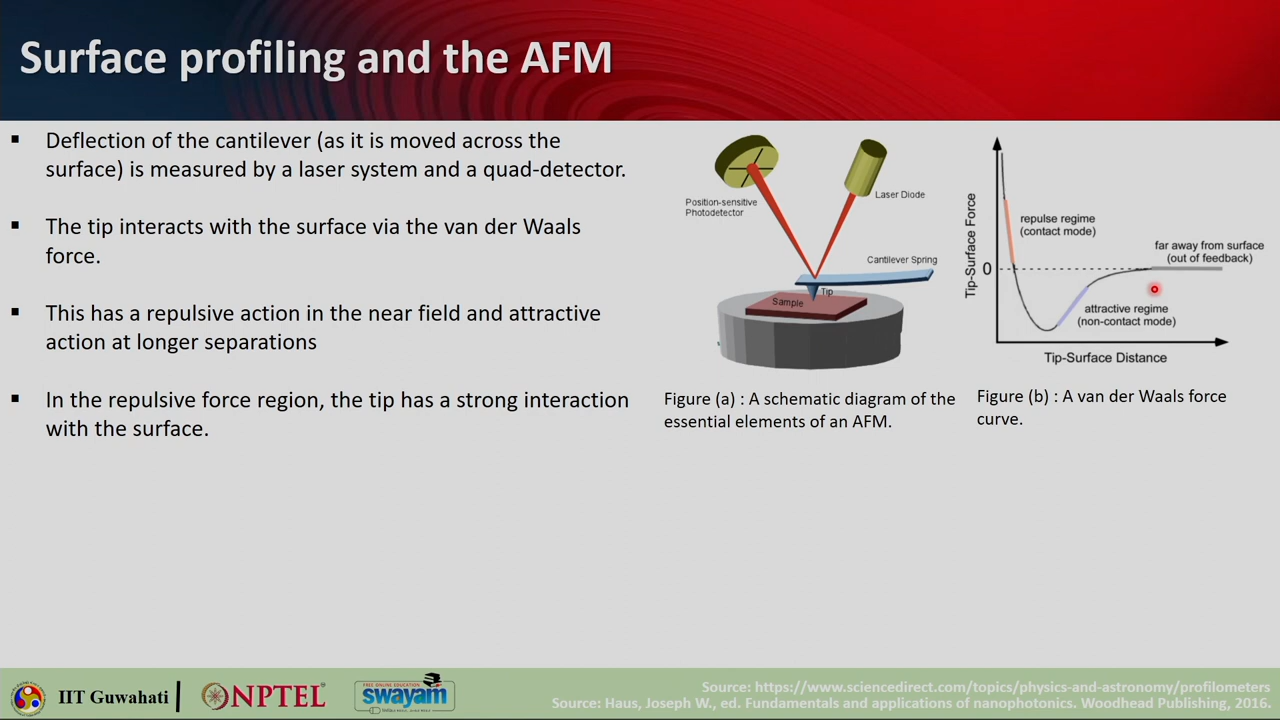 Surface profiling and the AFM
▪ Deflection of the cantilever (as it is moved across the
surface) is measured by a laser system and a quad-detector.
▪ The tip interacts with the surface via the van der Waals
force.
▪ This has a repulsive action in the near field and attractive
action at longer separations
▪ In the repulsive force region, the tip has a strong interaction
with the surface.
Position-sensitive
Photodetector
Laser Diode
Cantilever Spring
Tip
Sample
Figure (a) : A schematic diagram of the
essential elements of an AFM.
Tip-Surface Force
0
repulse regime
(contact mode)
far away from surface
(out of feedback)
attractive regime
(non-contact mode)
Tip-Surface Distance
Figure (b) : A van der Waals force
curve.
IIT Guwahati
NPTEL
FREE ONLINE EDUCATION
swayam
Source: https://www.sciencedirect.com/topics/physics-and-astronomy/profilometers
Source: Haus, Joseph W., ed. Fundamentals and applications of nanophotonics. Woodhead Publishing, 2016.